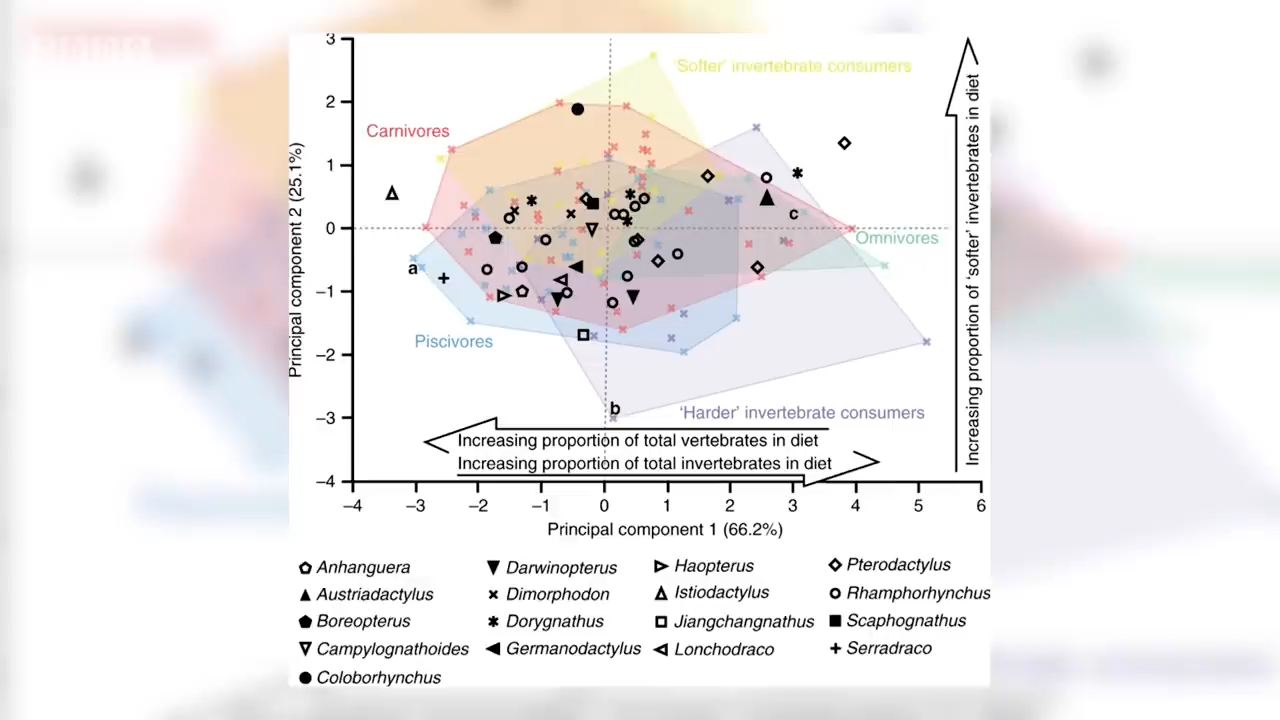 3
2
1
0
−1
−2
−3
−4
−4 −3 −2 −1 0 1 2 3 4 5 6
Principal component 2 (25.1%)
Principal component 1 (66.2%)
'Softer' invertebrate consumers
Carnivores
Omnivores
Piscivores
'Harder' invertebrate consumers
a
b
c
Increasing proportion of total vertebrates in diet
Increasing proportion of total invertebrates in diet
Increasing proportion of 'softer' invertebrates in diet
Anhanguera
Austriadactylus
Boreopterus
Campylognathoides
Coloborhynchus
Darwinopterus
Dimorphodon
Dorygnathus
Germanodactylus
Haopterus
Istiodactylus
Jiangchangnathus
Lonchodraco
Pterodactylus
Rhamphorhynchus
Scaphognathus
Serradraco